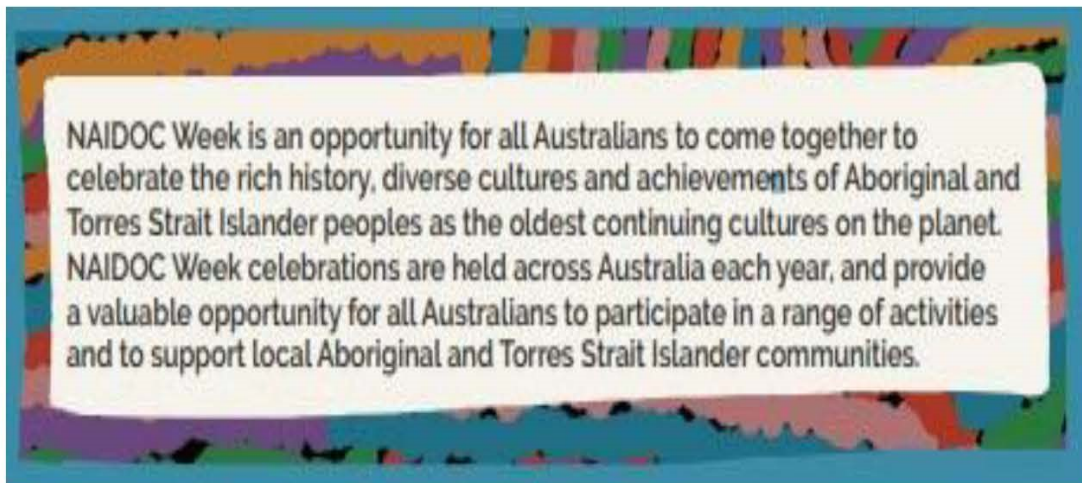 NAIDOC Week is an opportunity for all Australians to come together to
celebrate the rich history, diverse cultures and achievements of Aboriginal and
Torres Strait Islander peoples as the oldest continuing cultures on the planet.
NAIDOC Week celebrations are held across Australia each year, and provide
a valuable opportunity for all Australians to participate in a range of activities
and to support local Aboriginal and Torres Strait Islander communities.